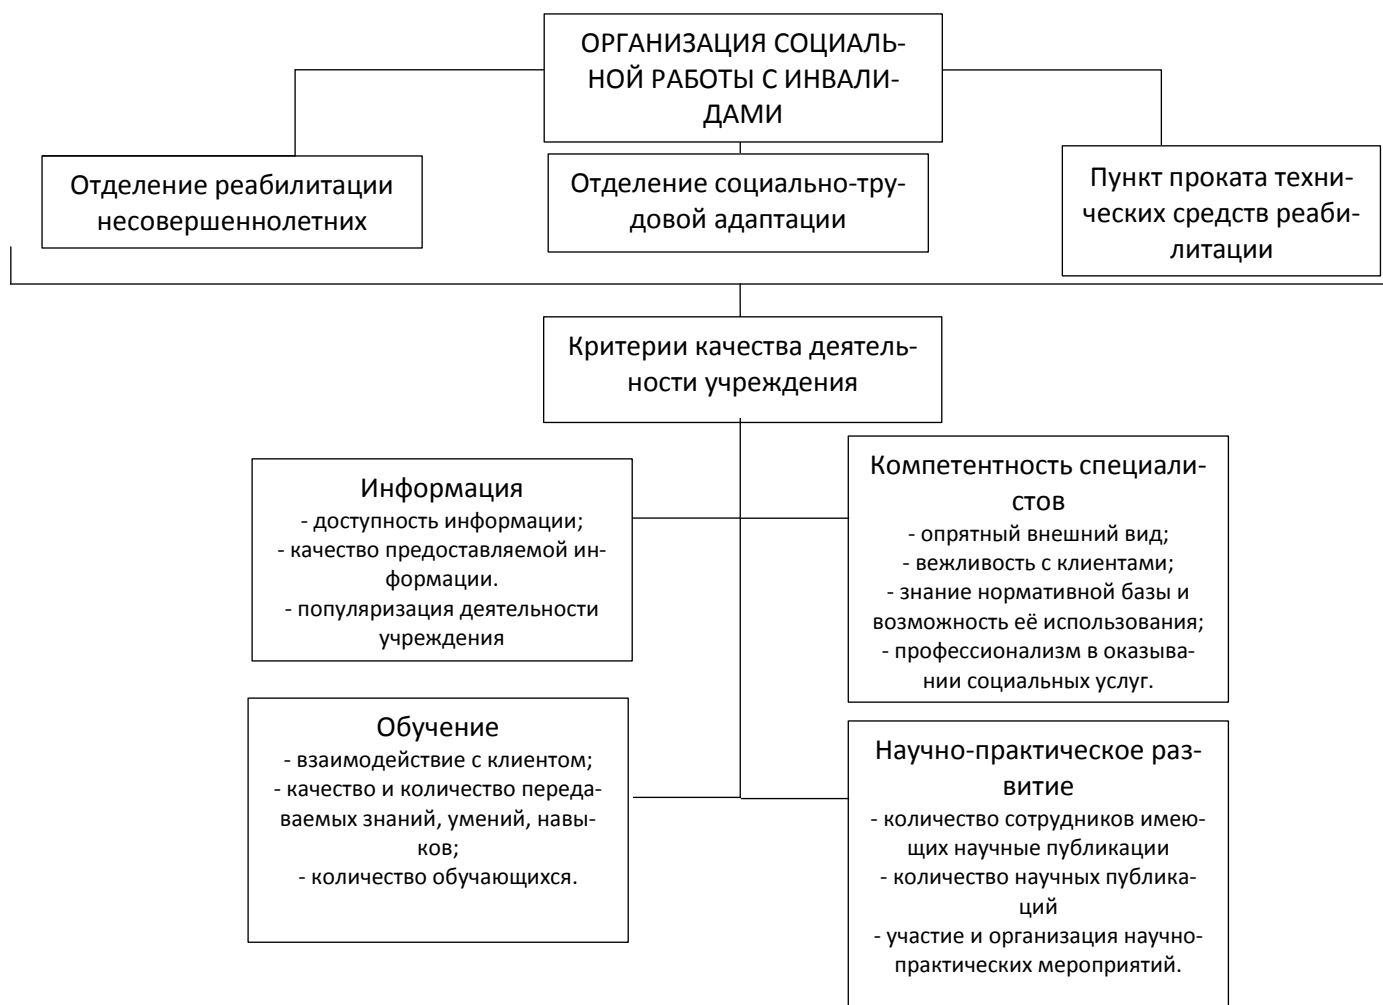 ОРГАНИЗАЦИЯ СОЦИАЛЬ-
НОЙ РАБОТЫ С ИНВАЛИ-
ДАМИ
Отделение реабилитации
несовершеннолетних
Отделение социально-тру-
довой адаптации
Пункт проката техни-
ческих средств реаби-
литации
Критерии качества деятель-
ности учреждения
Информация
- доступность информации;
- качество предоставляемой ин-
формации.
- популяризация деятельности
учреждения
Компетентность специали-
стов
- опрятный внешний вид;
- вежливость с клиентами;
- знание нормативной базы и
возможность её использования;
- профессионализм в оказыва-
нии социальных услуг.
Обучение
- взаимодействие с клиентом;
- качество и количество переда-
ваемых знаний, умений, навы-
ков;
- количество обучающихся.
Научно-практическое раз-
витие
- количество сотрудников имею-
щих научные публикации
- количество научных публика-
ций
- участие и организация научно-
практических мероприятий.